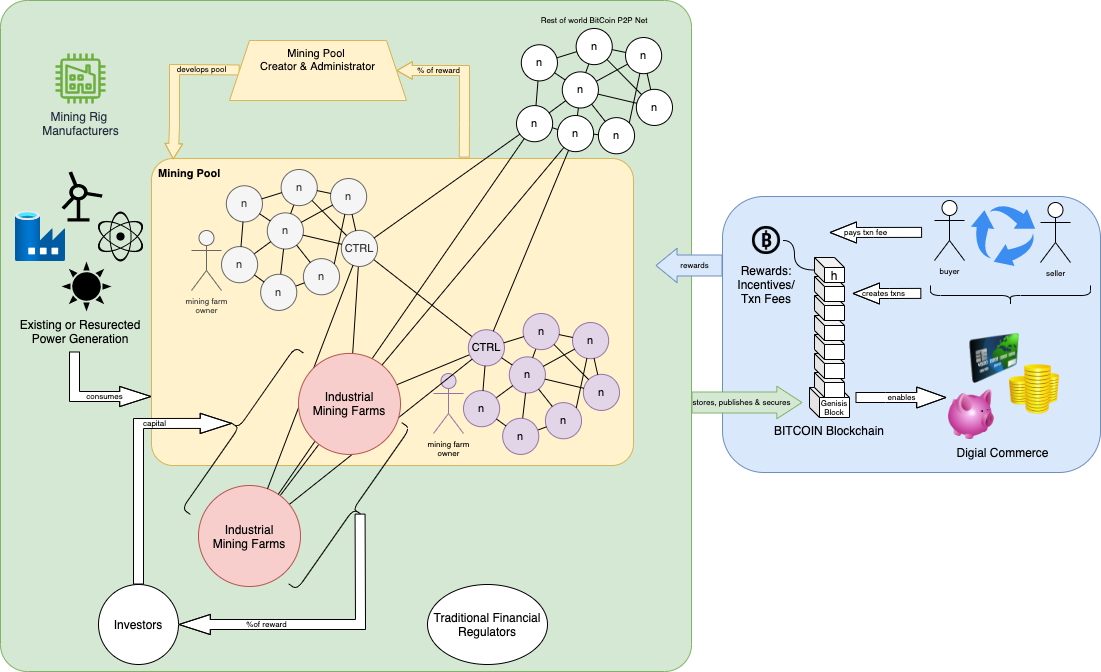 Rest of world BitCoin P2P Net
n
n
n
n
n
n
n
n
Mining Pool
Creator & Administrator
develops pool
% of reward
Mining Rig
Manufacturers
Mining Pool
n
n
n
n
n
n
n
CTRL
mining farm
owner
Existing or Resurected
Power Generation
consumes
capital
CTRL
n
n
n
n
n
n
n
mining farm
owner
Industrial
Mining Farms
Industrial
Mining Farms
Investors
%of reward
Traditional Financial
Regulators
rewards
stores, publishes & secures
pays txn fee
buyer
seller
Rewards:
Incentives/
Txn Fees
h
creates txns
Genisis
Block
enables
BITCOIN Blockchain
Digial Commerce